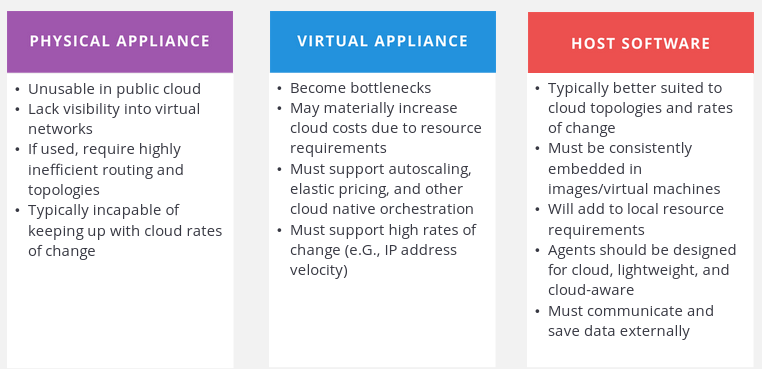 PHYSICAL APPLIANCE
• Unusable in public cloud
• Lack visibility into virtual
networks
• If used, require highly
inefficient routing and
topologies
• Typically incapable of
keeping up with cloud rates
of change
VIRTUAL APPLIANCE
• Become bottlenecks
• May materially increase
cloud costs due to resource
requirements
• Must support autoscaling,
elastic pricing, and other
cloud native orchestration
• Must support high rates of
change (e.G., IP address
velocity)
HOST SOFTWARE
• Typically better suited to
cloud topologies and rates
of change
• Must be consistently
embedded in
images/virtual machines
• Will add to local resource
requirements
• Agents should be designed
for cloud, lightweight, and
cloud-aware
• Must communicate and
save data externally